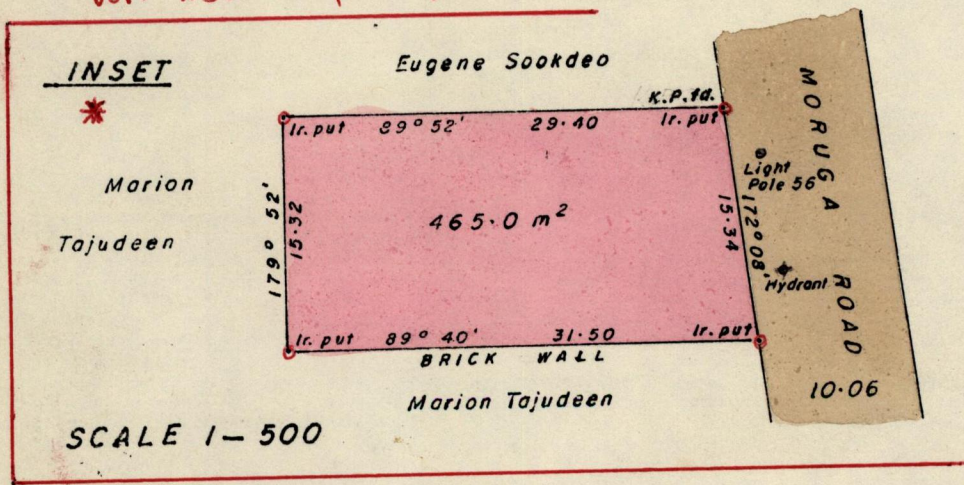 INSET
Eugene Sookdeo
K.P. fd.
Ir. put 89° 52' 29·40 Ir. put
Marion
Tajudeen
179° 52'
15·32
465·0 m²
15·34
172° 08'
Light
Pole 56
Hydrant
MORUGA ROAD
10·06
Ir. put 89° 40' 31·50 Ir. put
BRICK WALL
Marion Tajudeen
SCALE 1-500